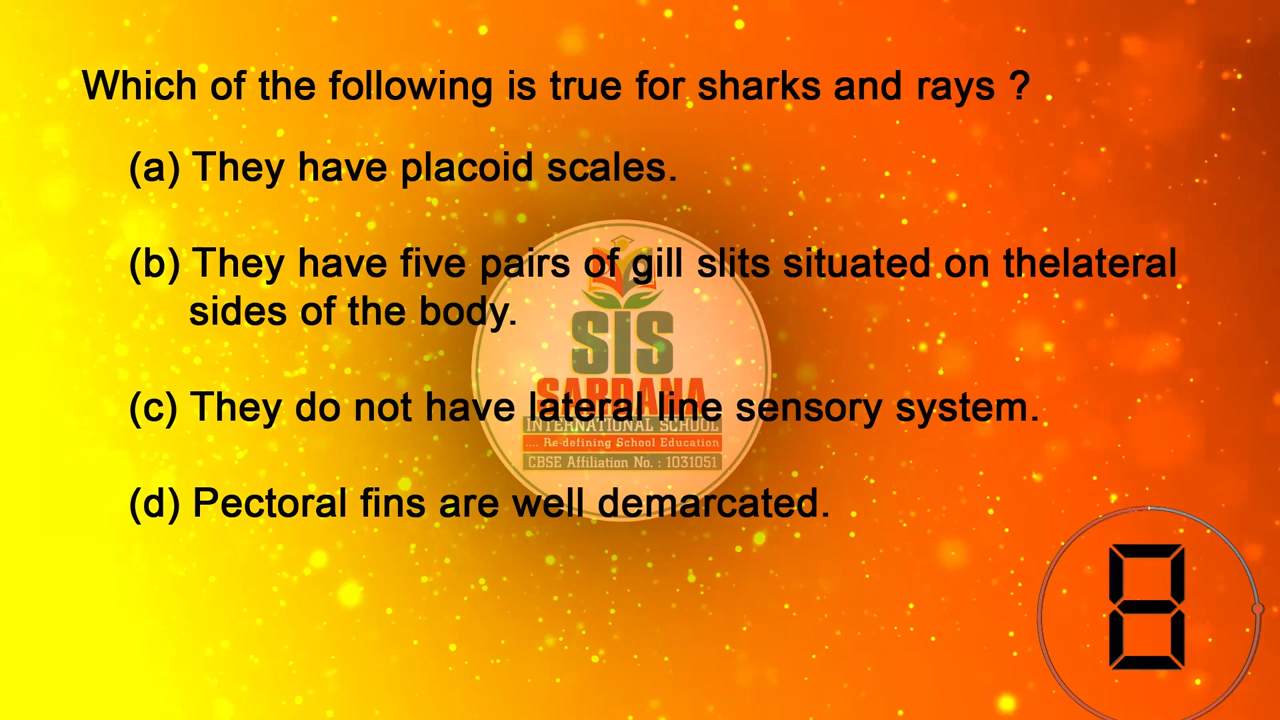 Which of the following is true for sharks and rays ?
(a) They have placoid scales.
(b) They have five pairs of gill slits situated on thelateral
sides of the body.
SIS
SARDANA
(c) They do not have lateral line sensory system.
INTERNATIONAL SCHOOL
.... Re-defining School Education
CBSE Affiliation No. : 1031051
(d) Pectoral fins are well demarcated.
8